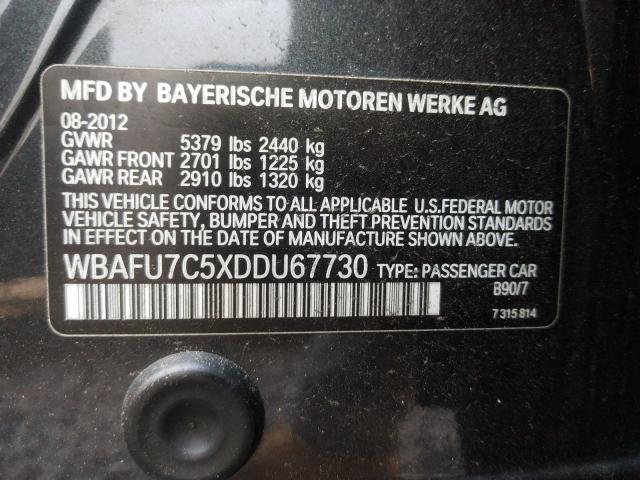 MFD BY BAYERISCHE MOTOREN WERKE AG
08-2012
GVWR 5379 lbs 2440 kg
GAWR FRONT 2701 lbs 1225 kg
GAWR REAR 2910 lbs 1320 kg
THIS VEHICLE CONFORMS TO ALL APPLICABLE U.S.FEDERAL MOTOR
VEHICLE SAFETY, BUMPER AND THEFT PREVENTION STANDARDS
IN EFFECT ON THE DATE OF MANUFACTURE SHOWN ABOVE.
WBAFU7C5XDDU67730 TYPE: PASSENGER CAR
B90/7
7 315 814